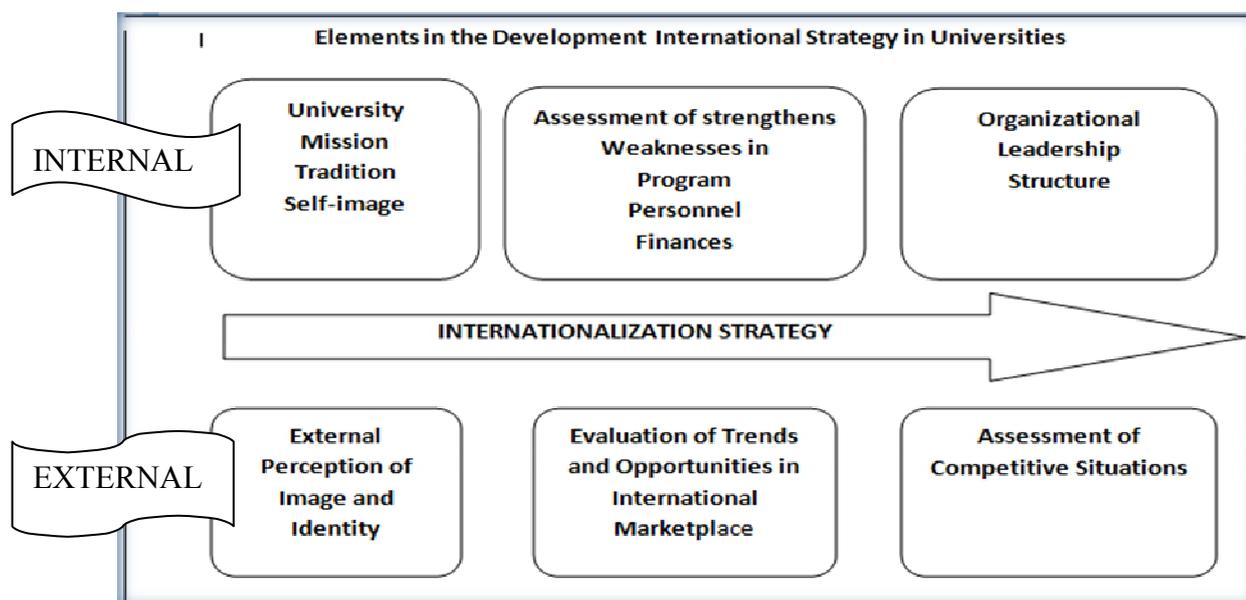 Elements in the Development International Strategy in Universities
INTERNAL
University
Mission
Tradition
Self-image
Assessment of strengthens
Weaknesses in
Program
Personnel
Finances
Organizational
Leadership
Structure
INTERNATIONALIZATION STRATEGY
EXTERNAL
External
Perception of
Image and
Identity
Evaluation of Trends
and Opportunities in
International
Marketplace
Assessment of
Competitive Situations